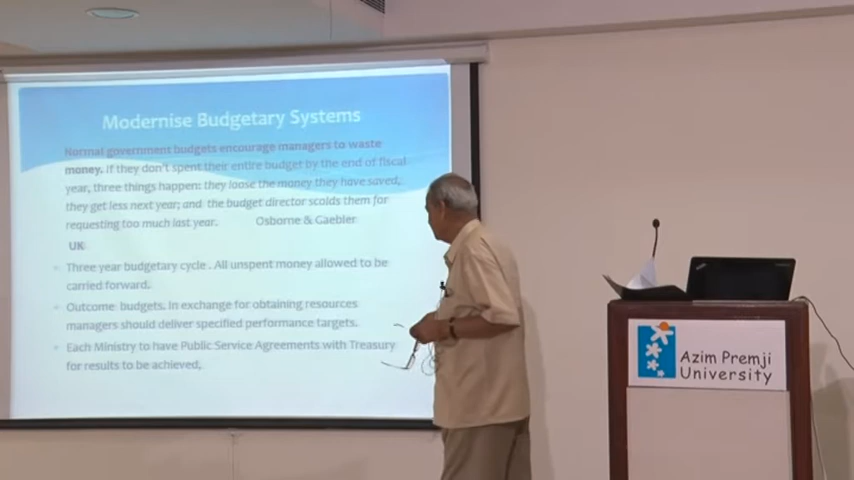 Modernise Budgetary Systems
Normal government budgets encourage managers to waste
money. if they don't spent their entire budget by the end of fiscal
year, three things happen: they loose the money they have saved,
they get less next year; and the budget director scolds them for
requesting too much last year. Osborne & Gaebler
UK
Three year budgetary cycle . All unspent money allowed to be
carried forward.
Outcome budgets. In exchange for obtaining resources
managers should deliver specified performance targets.
Each Ministry to have Public Service Agreements with Treasury
for results to be achieved,
Azim Premji
University